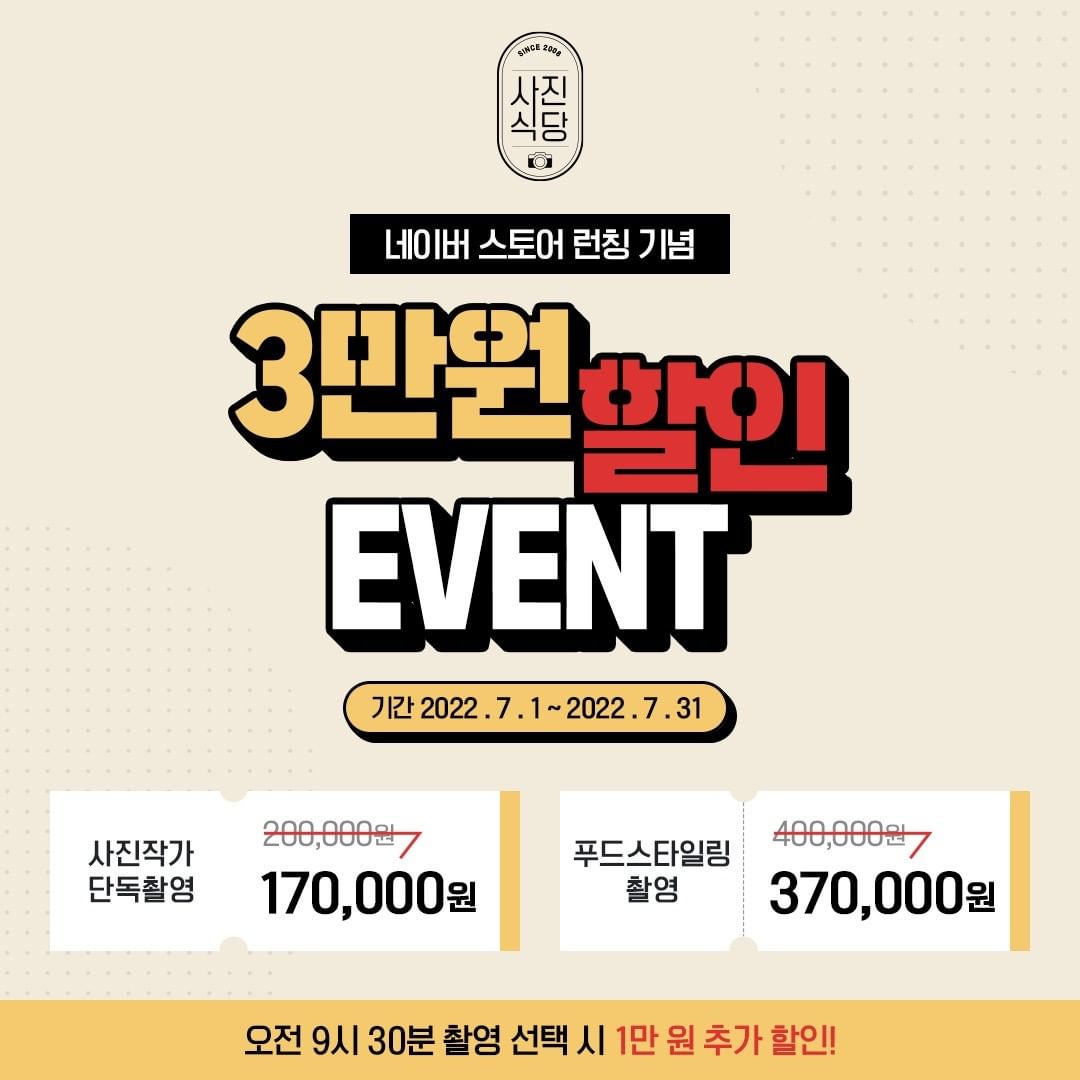 SINCE 2008
사진
식당
네이버 스토어 런칭 기념
3만원 할인
EVENT
기간 2022 . 7 . 1 ~ 2022 . 7 . 31
사진작가
단독촬영
200,000원
170,000원
푸드스타일링
촬영
400,000원
370,000원
오전 9시 30분 촬영 선택 시 1만 원 추가 할인!